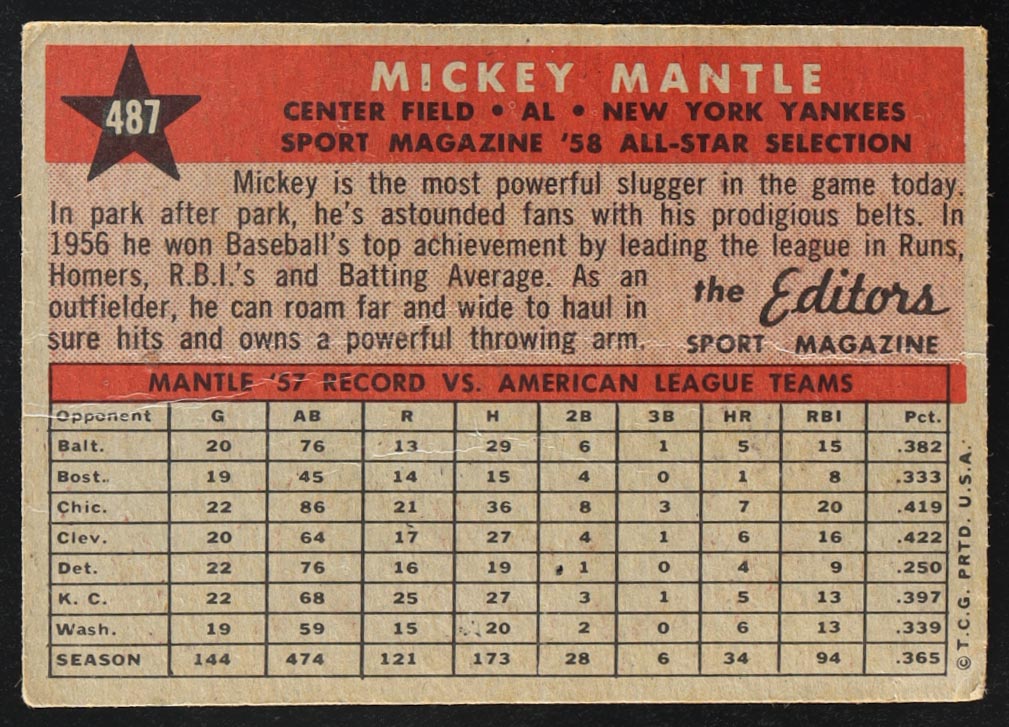 487
MICKEY MANTLE
CENTER FIELD • AL • NEW YORK YANKEES
SPORT MAGAZINE '58 ALL-STAR SELECTION
Mickey is the most powerful slugger in the game today.
In park after park, he's astounded fans with his prodigious belts. In
1956 he won Baseball's top achievement by leading the league in Runs,
Homers, R.B.I.'s and Batting Average. As an
outfielder, he can roam far and wide to haul in
sure hits and owns a powerful throwing arm.
the Editors
SPORT MAGAZINE
MANTLE '57 RECORD VS. AMERICAN LEAGUE TEAMS
Opponent G AB R H 2B 3B HR RBI Pct.
Balt. 20 76 13 29 6 1 5 15 .382
Bost. 19 45 14 15 4 0 1 8 .333
Chic. 22 86 21 36 8 3 7 20 .419
Clev. 20 64 17 27 4 1 6 16 .422
Det. 22 76 16 19 1 0 4 9 .250
K. C. 22 68 25 27 3 1 5 13 .397
Wash. 19 59 15 20 2 0 6 13 .339
SEASON 144 474 121 173 28 6 34 94 .365
© T.C.G. PRTD. U.S.A.